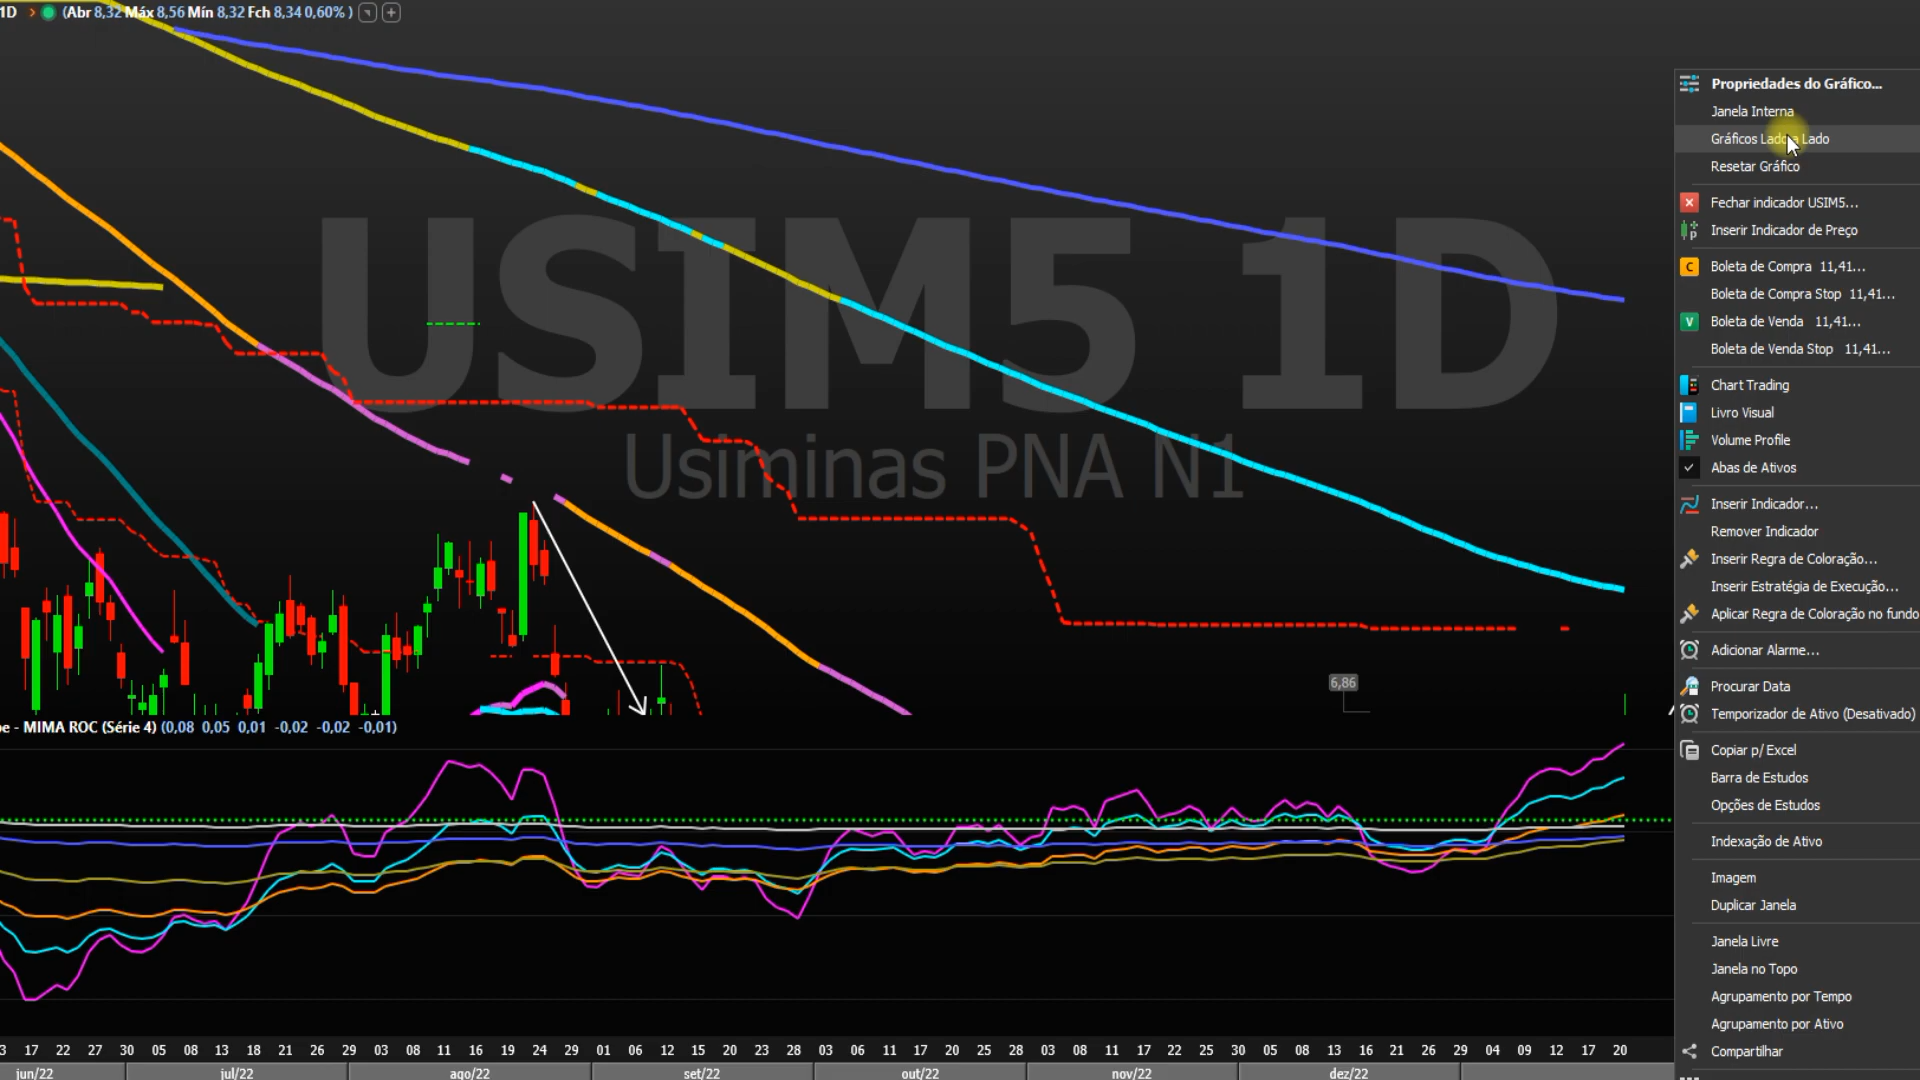 1D (Abr 8,32 Máx 8,56 Mín 8,32 Fch 8,34 0,60% )
USIM5 1D
Usiminas PNA N1
6,86
- MIMA ROC (Série 4) (0,08 0,05 0,01 -0,02 -0,02 -0,01)
17 22 27 30 05 08 13 18 21 26 29 03 08 11 16 19 24 29 01 06 12 15 20 23 28 03 06 11 17 20 25 28 03 08 11 17 22 25 30 05 08 13 16 21 26 29 04 09 12 17 20
jun/22 jul/22 ago/22 set/22 out/22 nov/22 dez/22
Propriedades do Gráfico...
Janela Interna
Gráficos Lado a Lado
Resetar Gráfico
Fechar indicador USIM5...
Inserir Indicador de Preço
C Boleta de Compra 11,41...
Boleta de Compra Stop 11,41...
V Boleta de Venda 11,41...
Boleta de Venda Stop 11,41...
Chart Trading
Livro Visual
Volume Profile
Abas de Ativos
Inserir Indicador...
Remover Indicador
Inserir Regra de Coloração...
Inserir Estratégia de Execução...
Aplicar Regra de Coloração no fundo
Adicionar Alarme...
Procurar Data
Temporizador de Ativo (Desativado)
Copiar p/ Excel
Barra de Estudos
Opções de Estudos
Indexação de Ativo
Imagem
Duplicar Janela
Janela Livre
Janela no Topo
Agrupamento por Tempo
Agrupamento por Ativo
Compartilhar